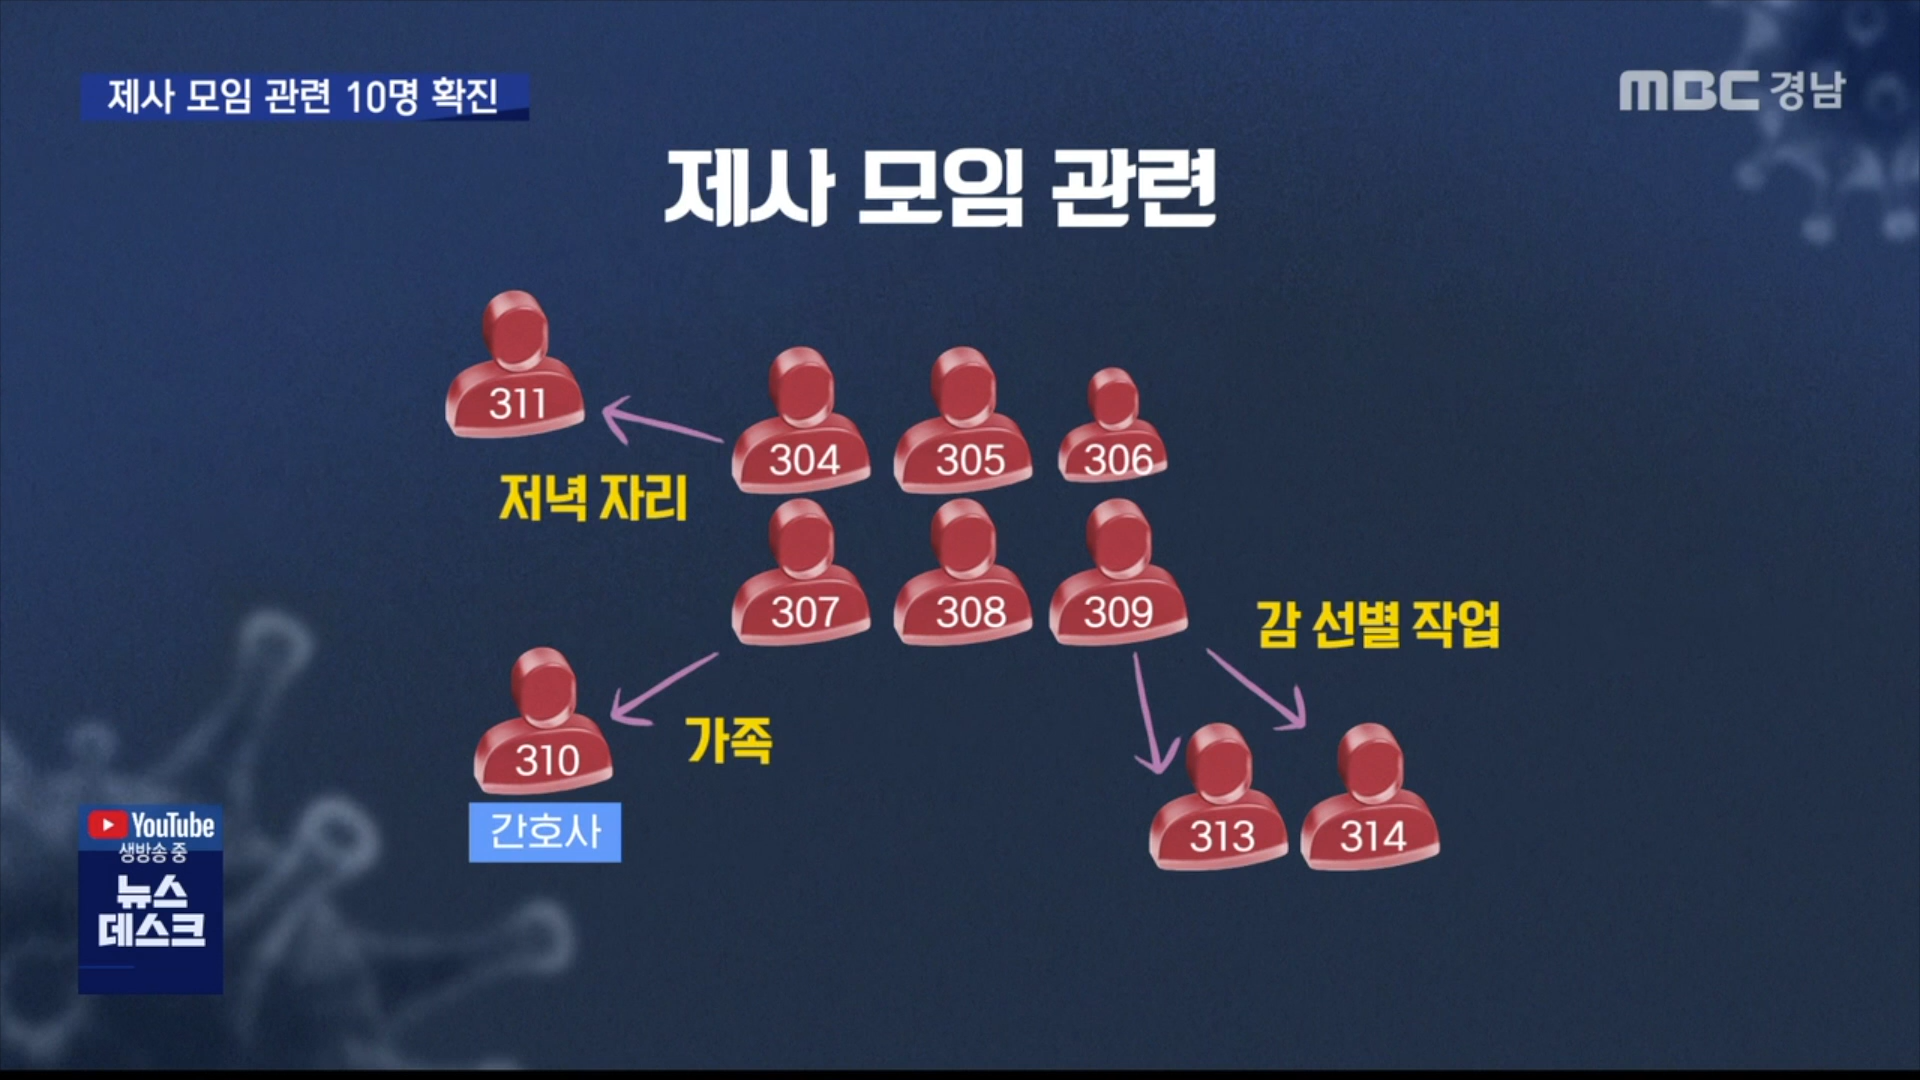 제사 모임 관련 10명 확진
MBC 경남
제사 모임 관련
311
304
305
306
저녁 자리
307
308
309
감 선별 작업
310
가족
간호사
313
314
YouTube
생방송 중
뉴스
데스크